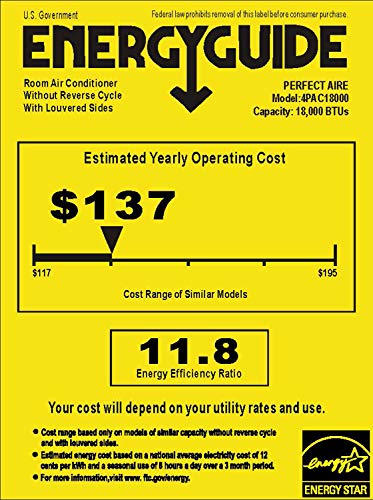 U.S. Government
Federal law prohibits removal of this label before consumer purchase.
ENERGYGUIDE
Room Air Conditioner
Without Reverse Cycle
With Louvered Sides
PERFECT AIRE
Model:4PAC18000
Capacity: 18,000 BTUs
Estimated Yearly Operating Cost
$137
$117
$195
Cost Range of Similar Models
11.8
Energy Efficiency Ratio
Your cost will depend on your utility rates and use.
● Cost range based only on models of similar capacity without reverse cycle
and with louvered sides.
● Estimated energy cost based on a national average electricity cost of 12
cents per kWh and a seasonal use of 8 hours a day over a 3 month period.
● For more information,visit www. ftc.gov/energy.
energy
ENERGY STAR